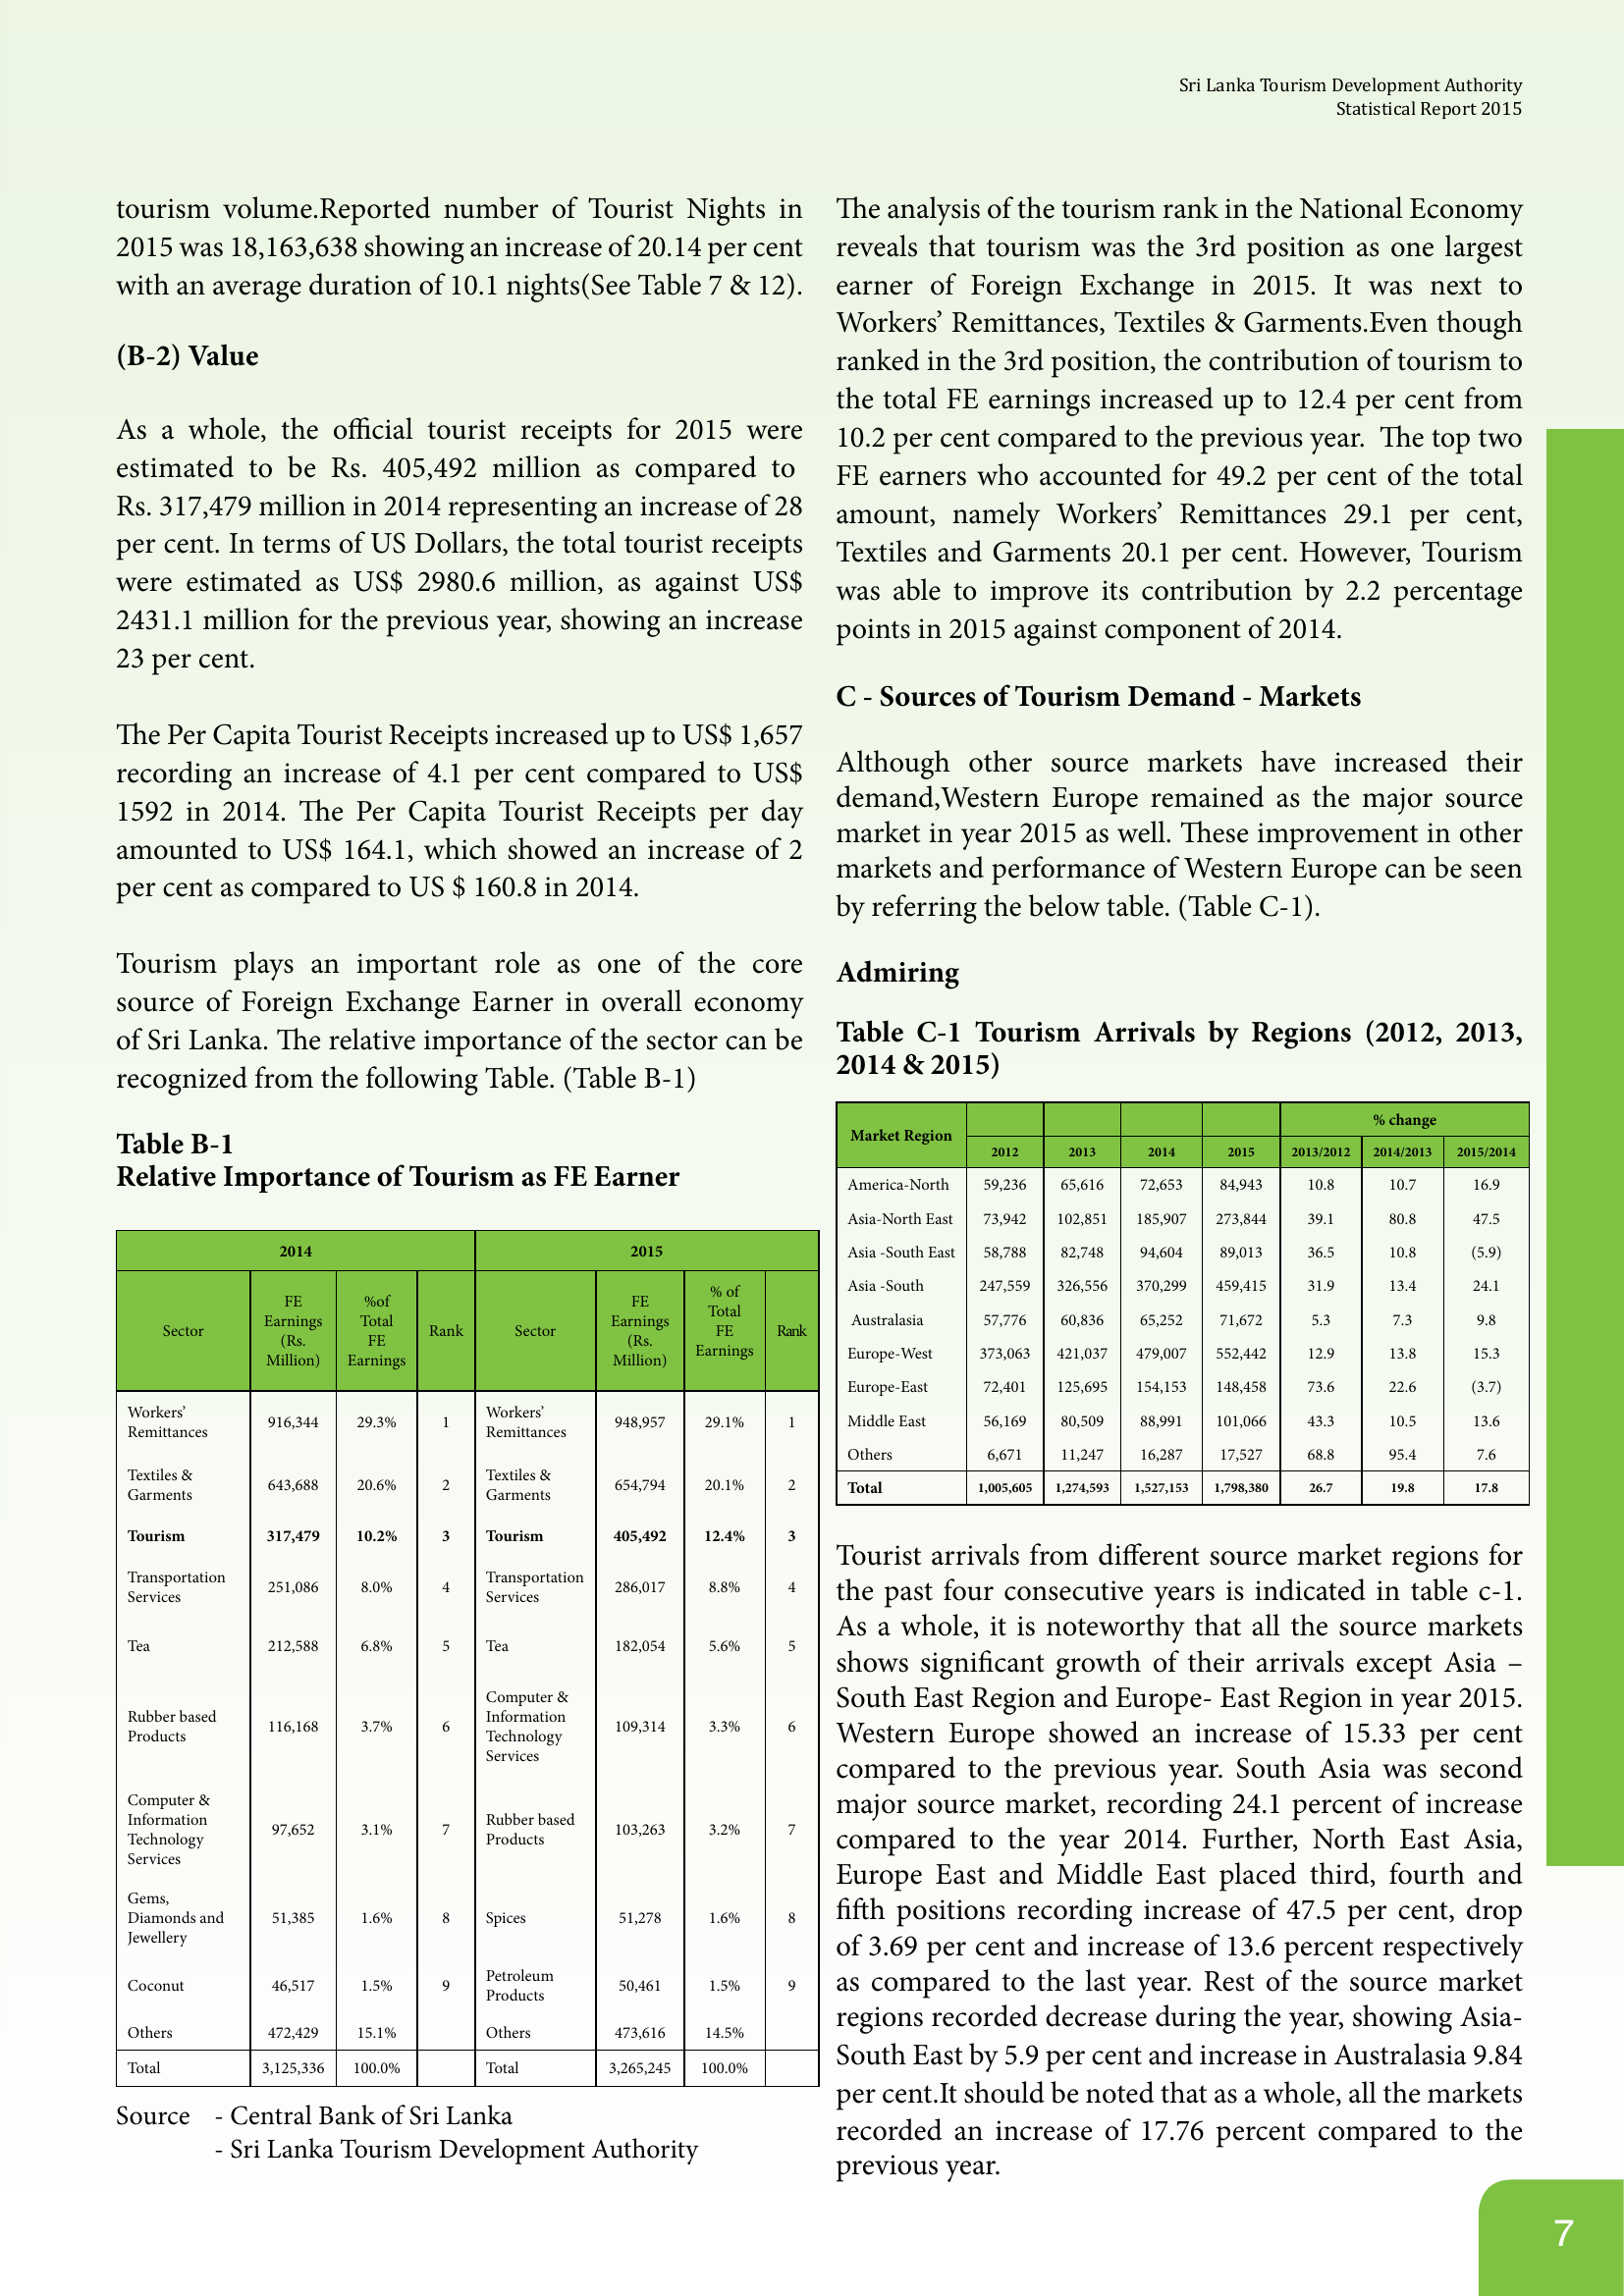 Sri Lanka Tourism Development Authority
Statistical Report 2015
tourism volume.Reported number of Tourist Nights in
2015 was 18,163,638 showing an increase of 20.14 per cent
with an average duration of 10.1 nights(See Table 7 & 12).
(B-2) Value
As a whole, the official tourist receipts for 2015 were
estimated to be Rs. 405,492 million as compared to
Rs. 317,479 million in 2014 representing an increase of 28
per cent. In terms of US Dollars, the total tourist receipts
were estimated as US$ 2980.6 million, as against US$
2431.1 million for the previous year, showing an increase
23 per cent.
The Per Capita Tourist Receipts increased up to US$ 1,657
recording an increase of 4.1 per cent compared to US$
1592 in 2014. The Per Capita Tourist Receipts per day
amounted to US$ 164.1, which showed an increase of 2
per cent as compared to US $ 160.8 in 2014.
Tourism plays an important role as one of the core
source of Foreign Exchange Earner in overall economy
of Sri Lanka. The relative importance of the sector can be
recognized from the following Table. (Table B-1)
Table B-1
Relative Importance of Tourism as FE Earner
2014 2015
Sector FE Earnings (Rs. Million) %of Total FE Earnings Rank Sector FE Earnings (Rs. Million) % of Total FE Earnings Rank
Workers' Remittances 916,344 29.3% 1 Workers' Remittances 948,957 29.1% 1
Textiles & Garments 643,688 20.6% 2 Textiles & Garments 654,794 20.1% 2
Tourism 317,479 10.2% 3 Tourism 405,492 12.4% 3
Transportation Services 251,086 8.0% 4 Transportation Services 286,017 8.8% 4
Tea 212,588 6.8% 5 Tea 182,054 5.6% 5
Rubber based Products 116,168 3.7% 6 Computer & Information Technology Services 109,314 3.3% 6
Computer & Information Technology Services 97,652 3.1% 7 Rubber based Products 103,263 3.2% 7
Gems, Diamonds and Jewellery 51,385 1.6% 8 Spices 51,278 1.6% 8
Coconut 46,517 1.5% 9 Petroleum Products 50,461 1.5% 9
Others 472,429 15.1% Others 473,616 14.5%
Total 3,125,336 100.0% Total 3,265,245 100.0%
Source - Central Bank of Sri Lanka
- Sri Lanka Tourism Development Authority
The analysis of the tourism rank in the National Economy
reveals that tourism was the 3rd position as one largest
earner of Foreign Exchange in 2015. It was next to
Workers' Remittances, Textiles & Garments.Even though
ranked in the 3rd position, the contribution of tourism to
the total FE earnings increased up to 12.4 per cent from
10.2 per cent compared to the previous year. The top two
FE earners who accounted for 49.2 per cent of the total
amount, namely Workers' Remittances 29.1 per cent,
Textiles and Garments 20.1 per cent. However, Tourism
was able to improve its contribution by 2.2 percentage
points in 2015 against component of 2014.
C - Sources of Tourism Demand - Markets
Although other source markets have increased their
demand,Western Europe remained as the major source
market in year 2015 as well. These improvement in other
markets and performance of Western Europe can be seen
by referring the below table. (Table C-1).
Admiring
Table C-1 Tourism Arrivals by Regions (2012, 2013,
2014 & 2015)
Market Region % change
2012 2013 2014 2015 2013/2012 2014/2013 2015/2014
America-North 59,236 65,616 72,653 84,943 10.8 10.7 16.9
Asia-North East 73,942 102,851 185,907 273,844 39.1 80.8 47.5
Asia -South East 58,788 82,748 94,604 89,013 36.5 10.8 (5.9)
Asia -South 247,559 326,556 370,299 459,415 31.9 13.4 24.1
Australasia 57,776 60,836 65,252 71,672 5.3 7.3 9.8
Europe-West 373,063 421,037 479,007 552,442 12.9 13.8 15.3
Europe-East 72,401 125,695 154,153 148,458 73.6 22.6 (3.7)
Middle East 56,169 80,509 88,991 101,066 43.3 10.5 13.6
Others 6,671 11,247 16,287 17,527 68.8 95.4 7.6
Total 1,005,605 1,274,593 1,527,153 1,798,380 26.7 19.8 17.8
Tourist arrivals from different source market regions for
the past four consecutive years is indicated in table c-1.
As a whole, it is noteworthy that all the source markets
shows significant growth of their arrivals except Asia –
South East Region and Europe- East Region in year 2015.
Western Europe showed an increase of 15.33 per cent
compared to the previous year. South Asia was second
major source market, recording 24.1 percent of increase
compared to the year 2014. Further, North East Asia,
Europe East and Middle East placed third, fourth and
fifth positions recording increase of 47.5 per cent, drop
of 3.69 per cent and increase of 13.6 percent respectively
as compared to the last year. Rest of the source market
regions recorded decrease during the year, showing Asia-
South East by 5.9 per cent and increase in Australasia 9.84
per cent.It should be noted that as a whole, all the markets
recorded an increase of 17.76 percent compared to the
previous year.
7